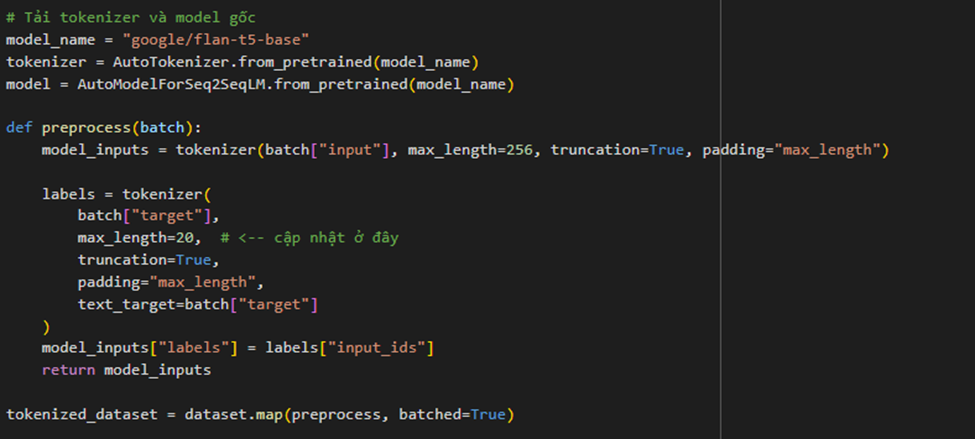 # Tải tokenizer và model gốc
model_name = "google/flan-t5-base"
tokenizer = AutoTokenizer.from_pretrained(model_name)
model = AutoModelForSeq2SeqLM.from_pretrained(model_name)
def preprocess(batch):
    model_inputs = tokenizer(batch["input"], max_length=256, truncation=True, padding="max_length")
    labels = tokenizer(
        batch["target"],
        max_length=20,  # <-- cập nhật ở đây
        truncation=True,
        padding="max_length",
        text_target=batch["target"]
    )
    model_inputs["labels"] = labels["input_ids"]
    return model_inputs
tokenized_dataset = dataset.map(preprocess, batched=True)